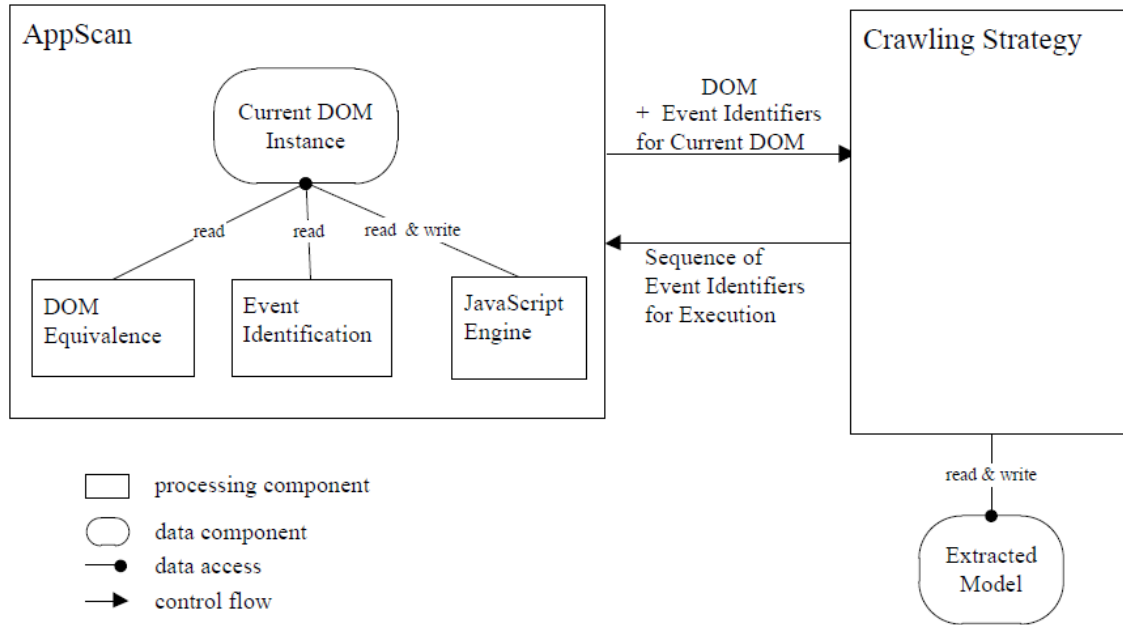 AppScan
Current DOM
Instance
read
read
read & write
DOM
Equivalence
Event
Identification
JavaScript
Engine
DOM
+ Event Identifiers
for Current DOM
Sequence of
Event Identifiers
for Execution
Crawling Strategy
read & write
Extracted
Model
processing component
data component
data access
control flow